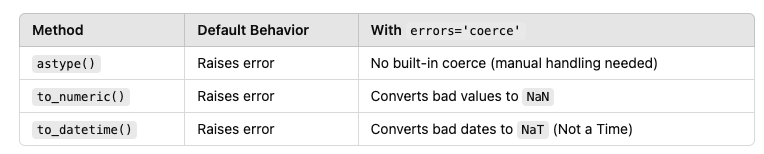 Method Default Behavior With errors='coerce'
astype() Raises error No built-in coerce (manual handling needed)
to_numeric() Raises error Converts bad values to NaN
to_datetime() Raises error Converts bad dates to NaT (Not a Time)